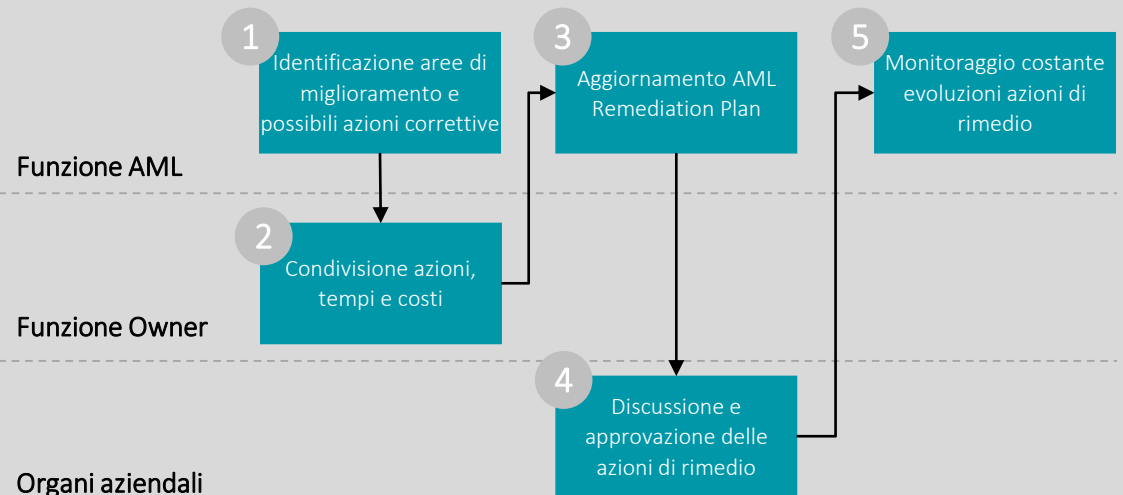 1
Identificazione aree di
miglioramento e
possibili azioni correttive
3
Aggiornamento AML
Remediation Plan
5
Monitoraggio costante
evoluzioni azioni di
rimedio
Funzione AML
2
Condivisione azioni,
tempi e costi
Funzione Owner
4
Discussione e
approvazione delle
azioni di rimedio
Organi aziendali